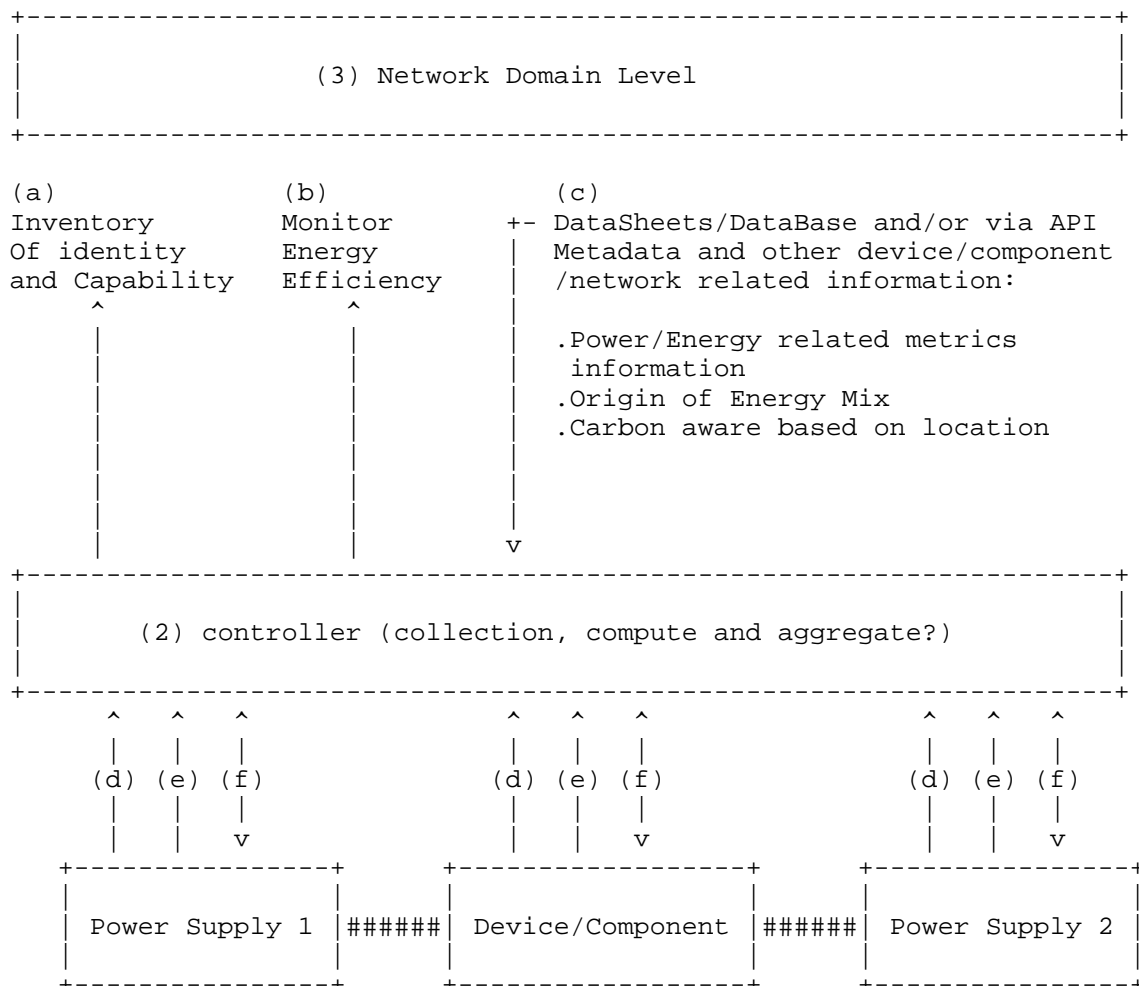 (3) Network Domain Level
(a) (b) (c)
Inventory Monitor +- DataSheets/DataBase and/or via API
Of identity Energy | Metadata and other device/component
and Capability Efficiency | /network related information:
.Power/Energy related metrics
information
.Origin of Energy Mix
.Carbon aware based on location
v
(2) controller (collection, compute and aggregate?)
^ ^ ^ ^ ^ ^ ^ ^ ^
(d) (e) (f) (d) (e) (f) (d) (e) (f)
v v v
Power Supply 1 |######| Device/Component |######| Power Supply 2